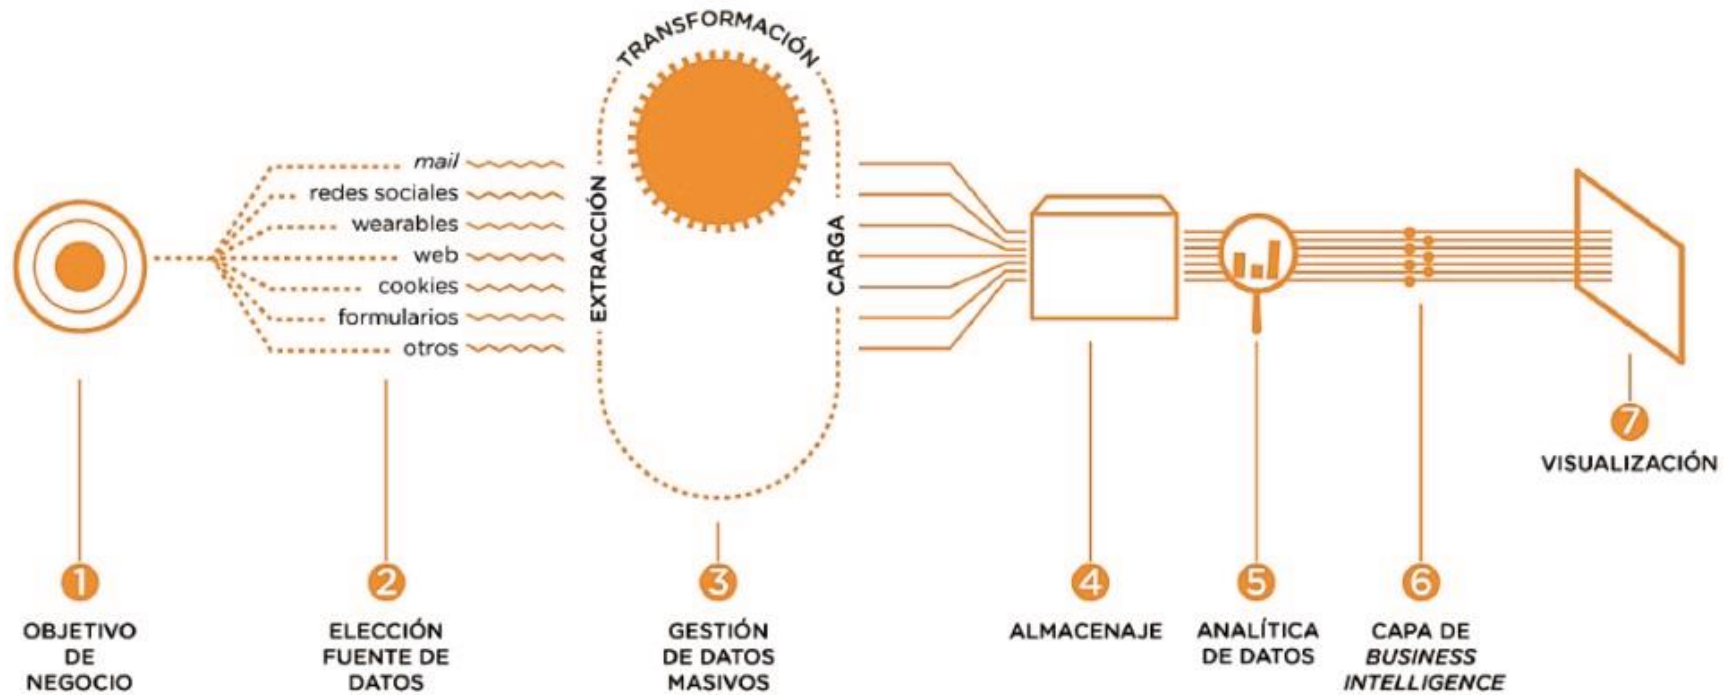 TRANSFORMACIÓN
mail
redes sociales
wearables
web
cookies
formularios
otros
EXTRACCIÓN
CARGA
1
OBJETIVO
DE
NEGOCIO
2
ELECCIÓN
FUENTE DE
DATOS
3
GESTIÓN
DE DATOS
MASIVOS
4
ALMACENAJE
5
ANALÍTICA
DE DATOS
6
CAPA DE
BUSINESS
INTELLIGENCE
7
VISUALIZACIÓN